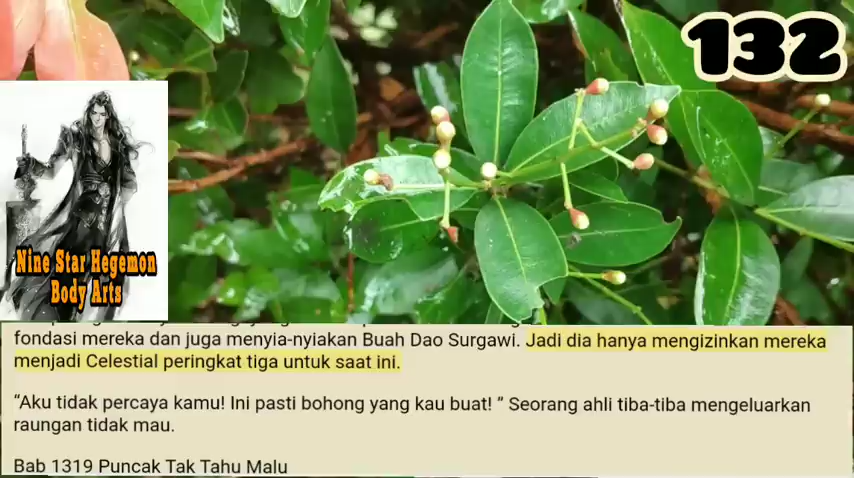 132
Nine Star Hegemon
Body Arts
fondasi mereka dan juga menyia-nyiakan Buah Dao Surgawi. Jadi dia hanya mengizinkan mereka
menjadi Celestial peringkat tiga untuk saat ini.
“Aku tidak percaya kamu! Ini pasti bohong yang kau buat! ” Seorang ahli tiba-tiba mengeluarkan
raungan tidak mau.
Bab 1319 Puncak Tak Tahu Malu